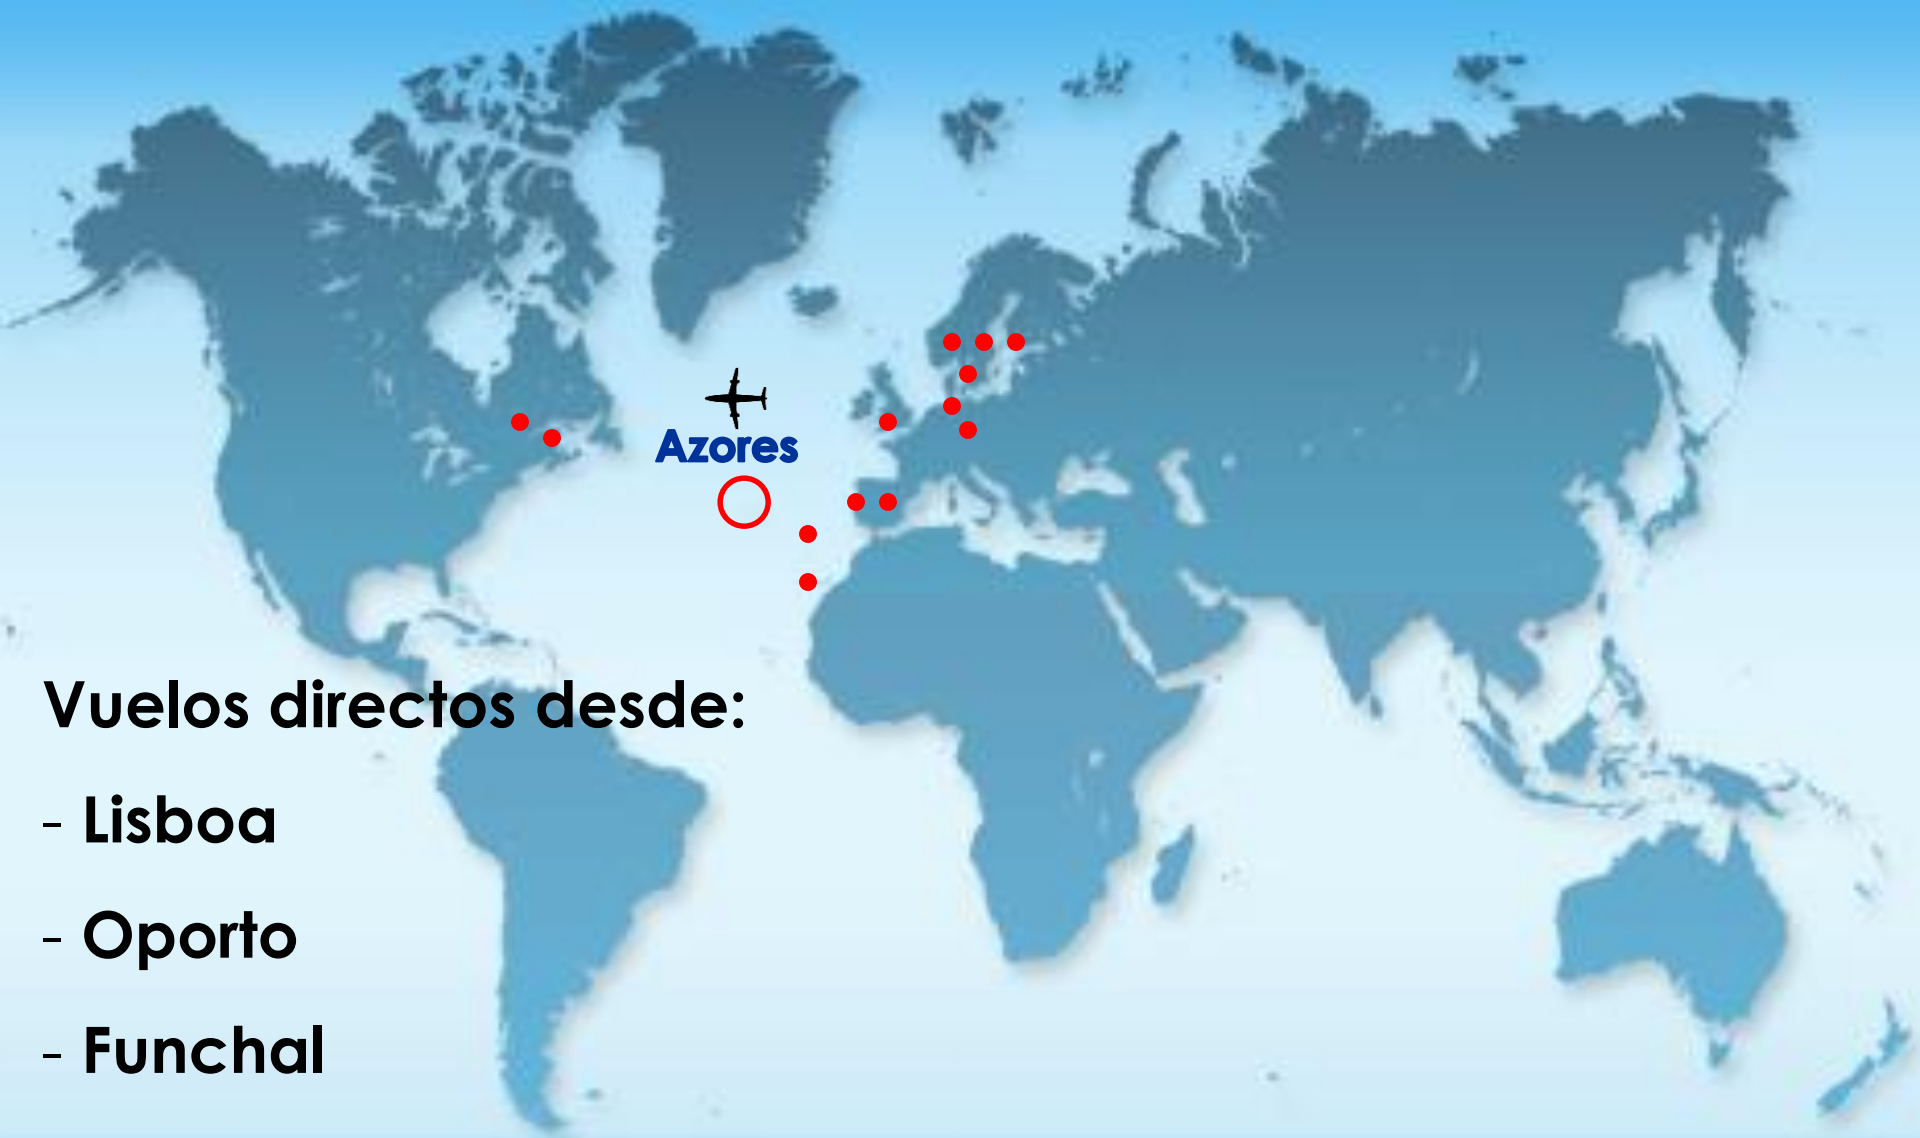 Azores
Vuelos directos desde:
- Lisboa
- Oporto
- Funchal